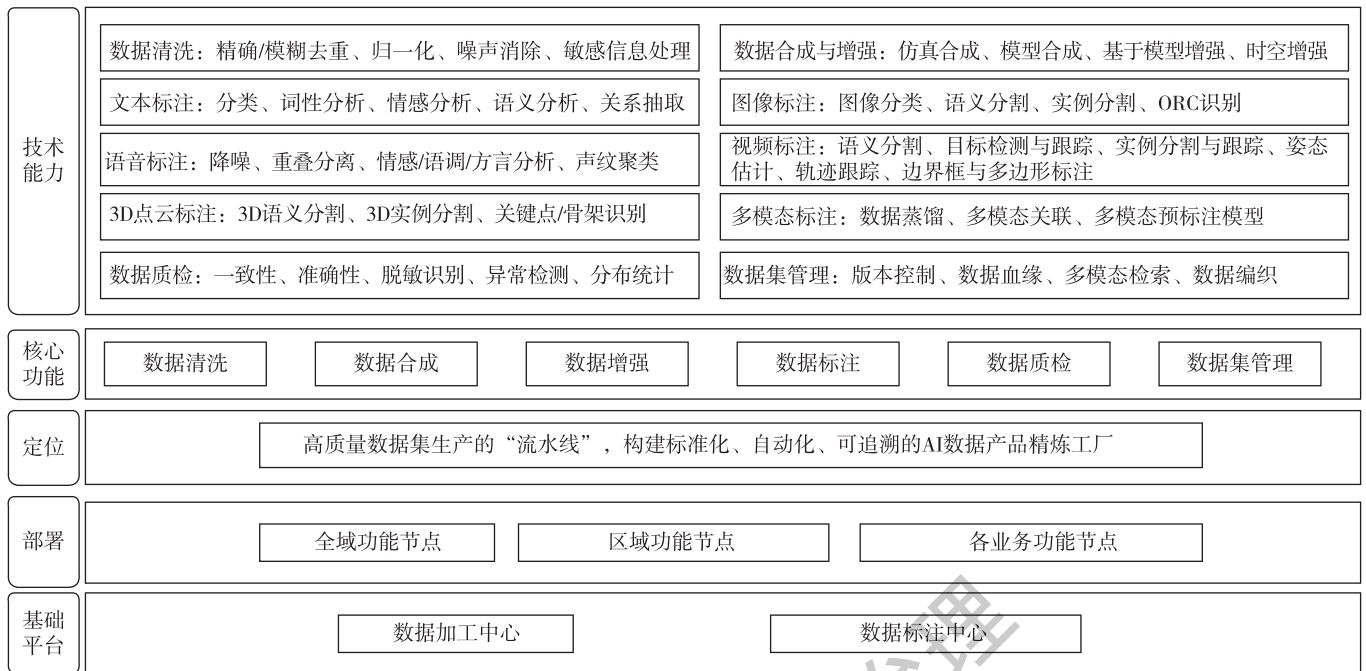 技术
能力
数据清洗：精确/模糊去重、归一化、噪声消除、敏感信息处理
数据合成与增强：仿真合成、模型合成、基于模型增强、时空增强
文本标注：分类、词性分析、情感分析、语义分析、关系抽取
图像标注：图像分类、语义分割、实例分割、ORC识别
语音标注：降噪、重叠分离、情感/语调/方言分析、声纹聚类
视频标注：语义分割、目标检测与跟踪、实例分割与跟踪、姿态
估计、轨迹跟踪、边界框与多边形标注
3D点云标注：3D语义分割、3D实例分割、关键点/骨架识别
多模态标注：数据蒸馏、多模态关联、多模态预标注模型
数据质检：一致性、准确性、脱敏识别、异常检测、分布统计
数据集管理：版本控制、数据血缘、多模态检索、数据编织
核心
功能
数据清洗
数据合成
数据增强
数据标注
数据质检
数据集管理
定位
高质量数据集生产的“流水线”，构建标准化、自动化、可追溯的AI数据产品精炼工厂
部署
全域功能节点
区域功能节点
各业务功能节点
基础
平台
数据加工中心
数据标注中心
理